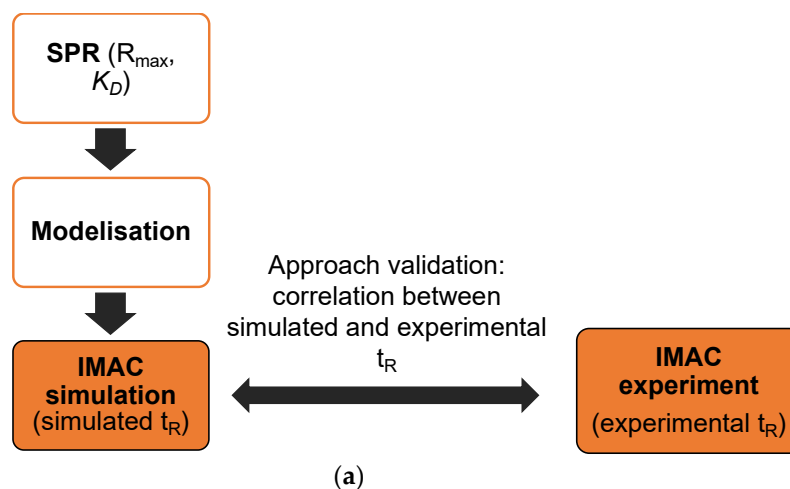 SPR (Rmax,
KD)
Modelisation
Approach validation:
correlation between
simulated and experimental
tR
IMAC
simulation
(simulated tR)
IMAC
experiment
(experimental tR)
(a)